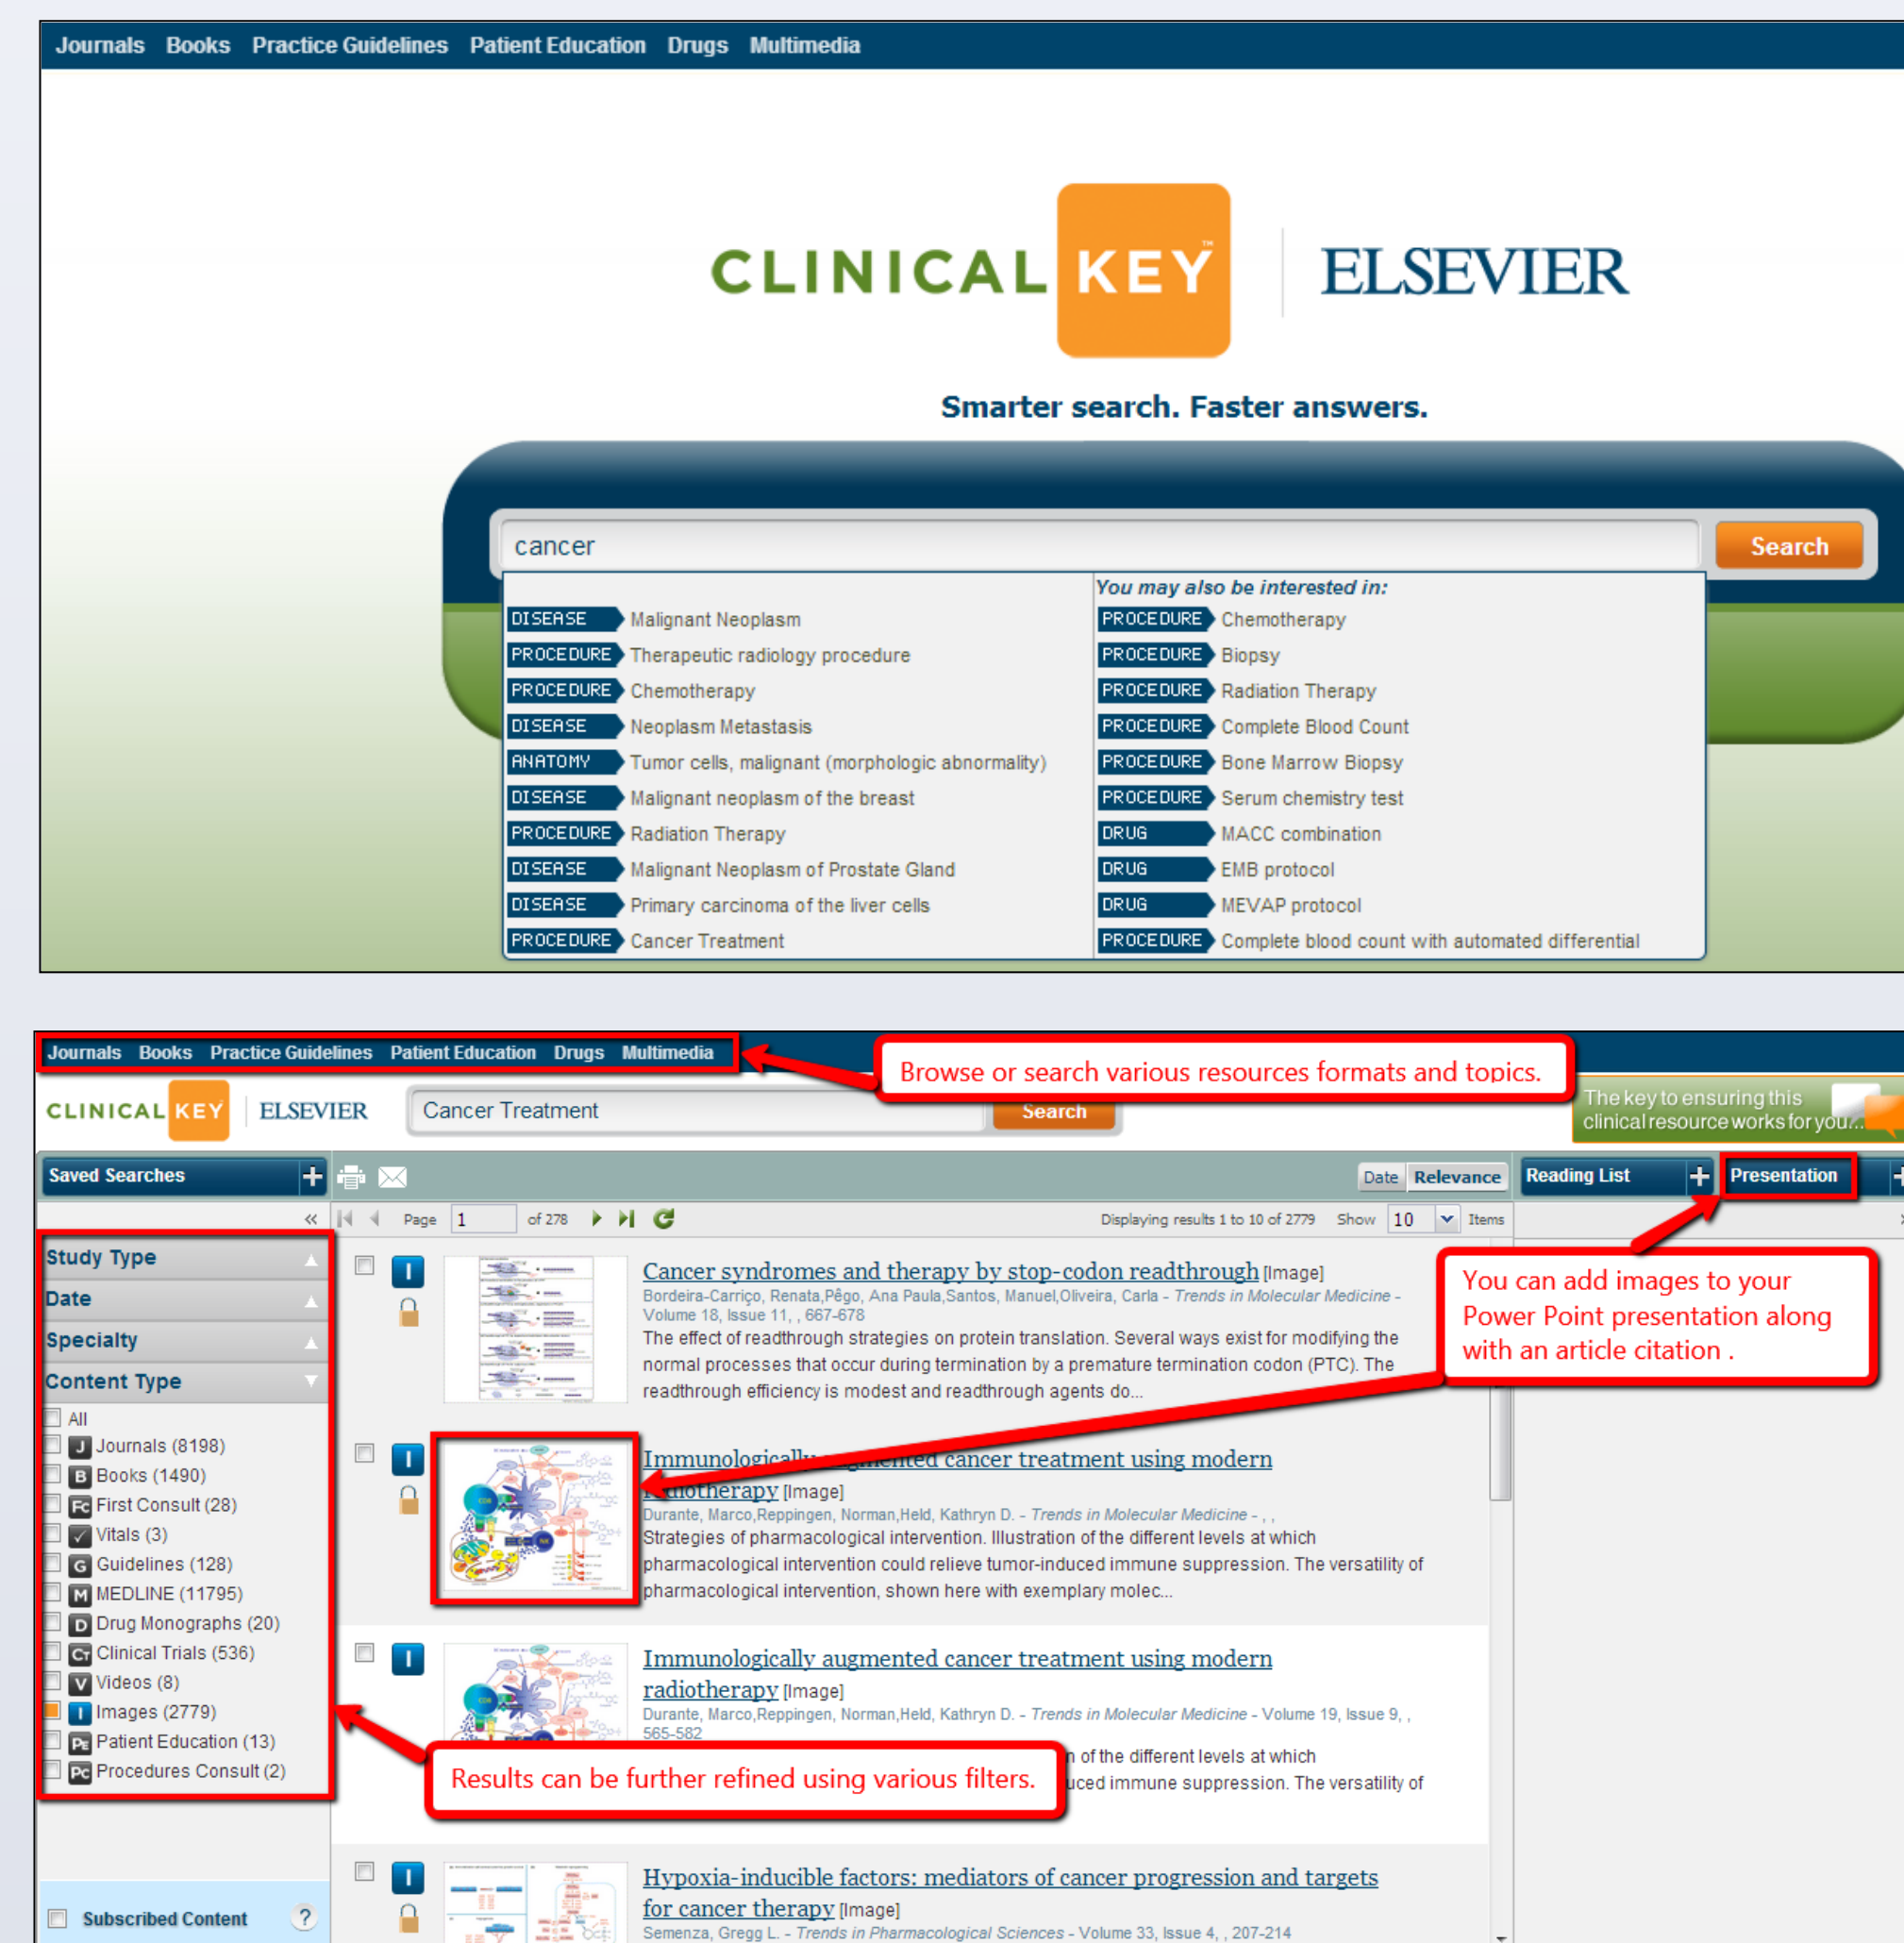 Journals Books Practice Guidelines Patient Education Drugs Multimedia
CLINICAL KEY™ ELSEVIER
Smarter search. Faster answers.
cancer Search
You may also be interested in:
DISEASE Malignant Neoplasm PROCEDURE Chemotherapy
PROCEDURE Therapeutic radiology procedure PROCEDURE Biopsy
PROCEDURE Chemotherapy PROCEDURE Radiation Therapy
DISEASE Neoplasm Metastasis PROCEDURE Complete Blood Count
ANATOMY Tumor cells, malignant (morphologic abnormality) PROCEDURE Bone Marrow Biopsy
DISEASE Malignant neoplasm of the breast PROCEDURE Serum chemistry test
PROCEDURE Radiation Therapy DRUG MACC combination
DISEASE Malignant Neoplasm of Prostate Gland DRUG EMB protocol
DISEASE Primary carcinoma of the liver cells DRUG MEVAP protocol
PROCEDURE Cancer Treatment PROCEDURE Complete blood count with automated differential
Journals Books Practice Guidelines Patient Education Drugs Multimedia
Browse or search various resources formats and topics.
CLINICAL KEY ELSEVIER Cancer Treatment Search
The key to ensuring this
clinical resource works for you...
Saved Searches + Date Relevance Reading List + Presentation +
« Page 1 of 278 Displaying results 1 to 10 of 2779 Show 10 Items
Study Type
Date
Specialty
Content Type
All
J Journals (8198)
B Books (1490)
FC First Consult (28)
Vitals (3)
G Guidelines (128)
M MEDLINE (11795)
D Drug Monographs (20)
CT Clinical Trials (536)
V Videos (8)
I Images (2779)
PE Patient Education (13)
PC Procedures Consult (2)
Subscribed Content ?
I Cancer syndromes and therapy by stop-codon readthrough [Image]
Bordeira-Carriço, Renata,Pêgo, Ana Paula,Santos, Manuel,Oliveira, Carla - Trends in Molecular Medicine -
Volume 18, Issue 11, , 667-678
The effect of readthrough strategies on protein translation. Several ways exist for modifying the
normal processes that occur during termination by a premature termination codon (PTC). The
readthrough efficiency is modest and readthrough agents do...
You can add images to your
Power Point presentation along
with an article citation .
I Immunologically augmented cancer treatment using modern
radiotherapy [Image]
Durante, Marco,Reppingen, Norman,Held, Kathryn D. - Trends in Molecular Medicine - , ,
Strategies of pharmacological intervention. Illustration of the different levels at which
pharmacological intervention could relieve tumor-induced immune suppression. The versatility of
pharmacological intervention, shown here with exemplary molec...
I Immunologically augmented cancer treatment using modern
radiotherapy [Image]
Durante, Marco,Reppingen, Norman,Held, Kathryn D. - Trends in Molecular Medicine - Volume 19, Issue 9, ,
565-582
of the different levels at which
immune suppression. The versatility of
Results can be further refined using various filters.
I Hypoxia-inducible factors: mediators of cancer progression and targets
for cancer therapy [Image]
Semenza, Gregg L. - Trends in Pharmacological Sciences - Volume 33, Issue 4, , 207-214